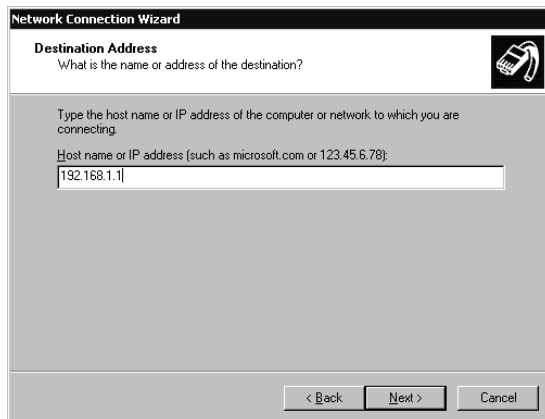 Network Connection Wizard
Destination Address
What is the name or address of the destination?
Type the host name or IP address of the computer or network to which you are
connecting.
Host name or IP address (such as microsoft.com or 123.45.6.78):
192.168.1.1
< Back Next > Cancel